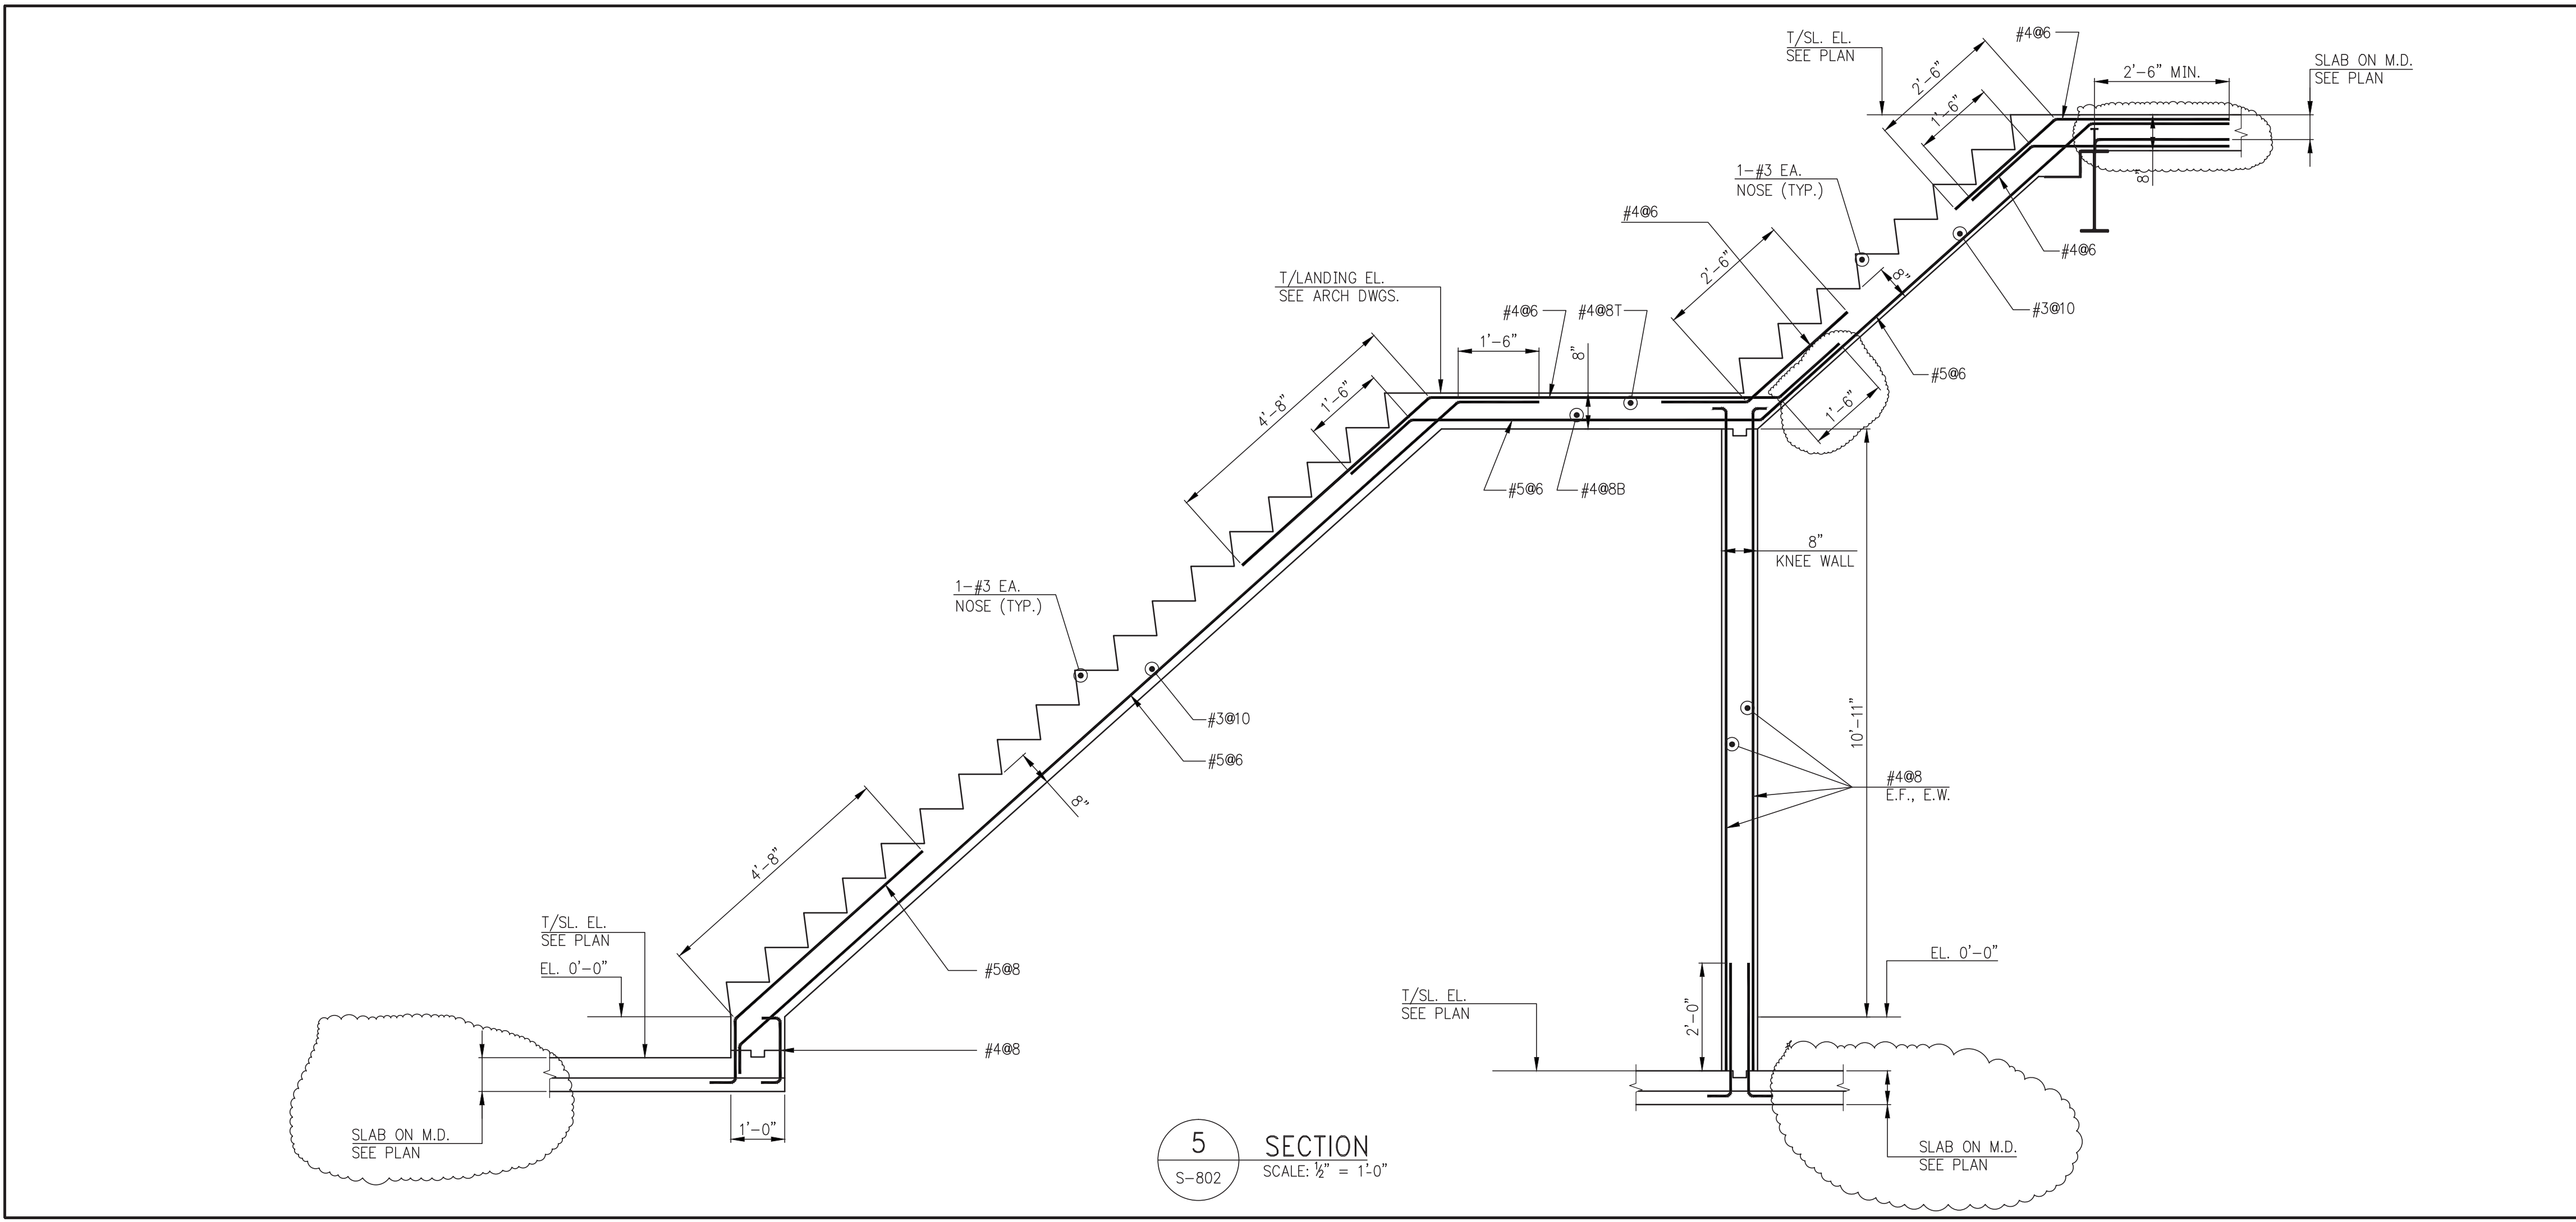 T/SL. EL.
SEE PLAN
#4@6
2'-6"
1'-6"
2'-6" MIN.
SLAB ON M.D.
SEE PLAN
8"
1-#3 EA.
NOSE (TYP.)
#4@6
#4@6
2'-6"
8"
#3@10
T/LANDING EL.
SEE ARCH DWGS.
#4@6
#4@8T
1'-6"
8"
#5@6
4'-8"
1'-6"
1'-6"
#5@6
#4@8B
8"
KNEE WALL
1-#3 EA.
NOSE (TYP.)
#3@10
#5@6
10'-11"
#4@8
E.F., E.W.
8"
4'-8"
T/SL. EL.
SEE PLAN
EL. 0'-0"
#5@8
EL. 0'-0"
T/SL. EL.
SEE PLAN
2'-0"
#4@8
SLAB ON M.D.
SEE PLAN
1'-0"
SLAB ON M.D.
SEE PLAN
5
S-802
SECTION
SCALE: ½" = 1'-0"